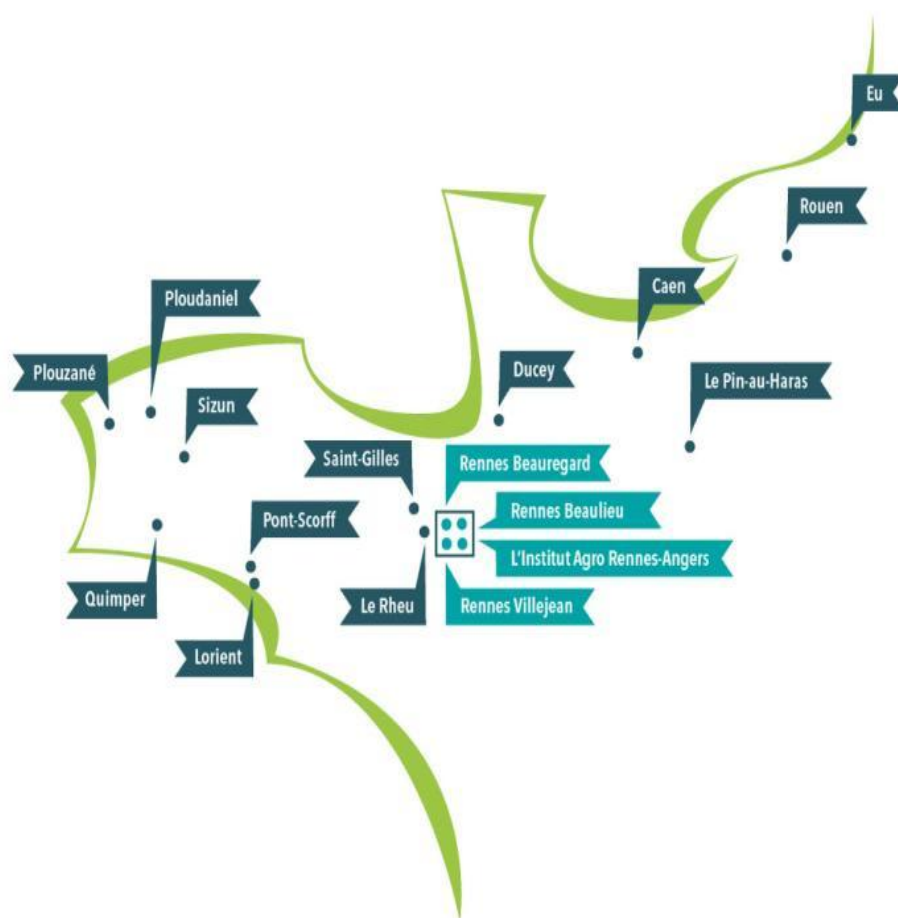 Eu
Rouen
Caen
Ploudaniel
Plouzané
Ducey
Le Pin-au-Haras
Sizun
Saint-Gilles
Rennes Beauregard
Rennes Beaulieu
Pont-Scorff
L'Institut Agro Rennes-Angers
Quimper
Le Rheu
Rennes Villejean
Lorient